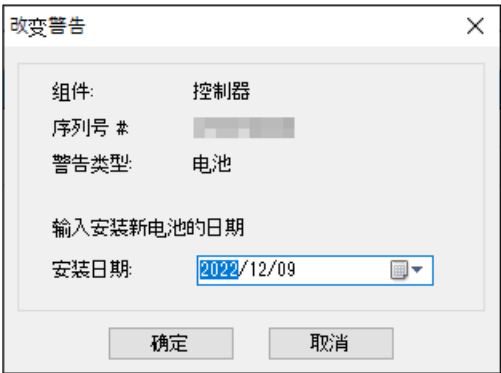 改变警告
组件: 控制器
序列号 #:
警告类型: 电池
输入安装新电池的日期
安装日期: 2022/12/09
确定 取消